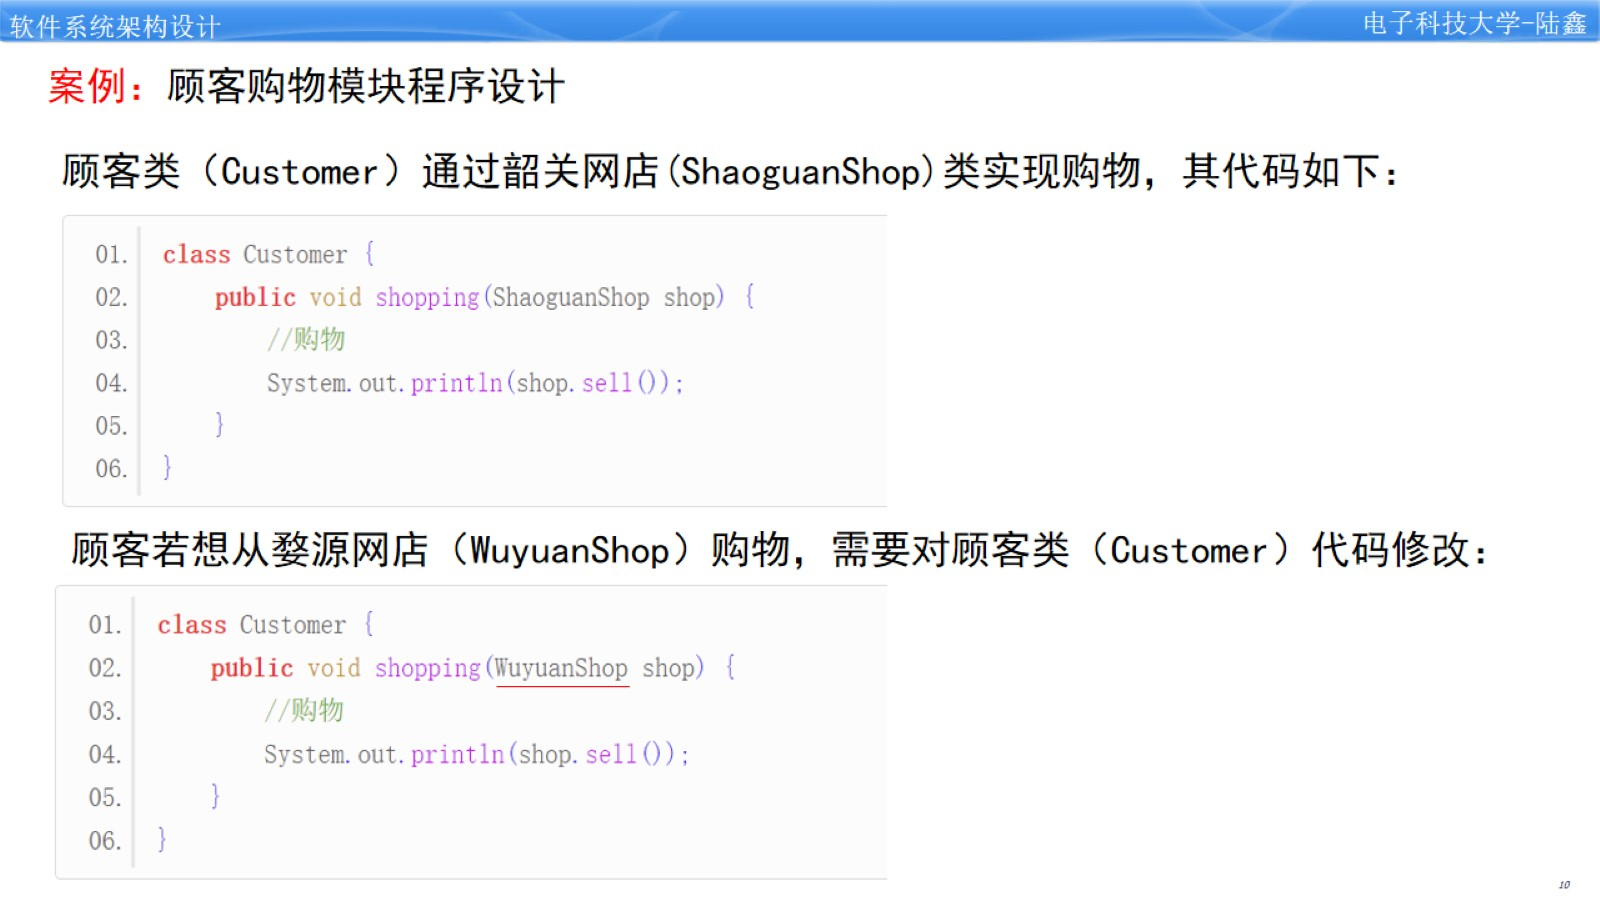 软件系统架构设计
电子科技大学-陆鑫
案例：顾客购物模块程序设计
顾客类（Customer）通过韶关网店(ShaoguanShop)类实现购物，其代码如下：
01. class Customer {
02. public void shopping(ShaoguanShop shop) {
03. //购物
04. System.out.println(shop.sell());
05. }
06. }
顾客若想从婺源网店（WuyuanShop）购物，需要对顾客类（Customer）代码修改：
01. class Customer {
02. public void shopping(WuyuanShop shop) {
03. //购物
04. System.out.println(shop.sell());
05. }
06. }
10